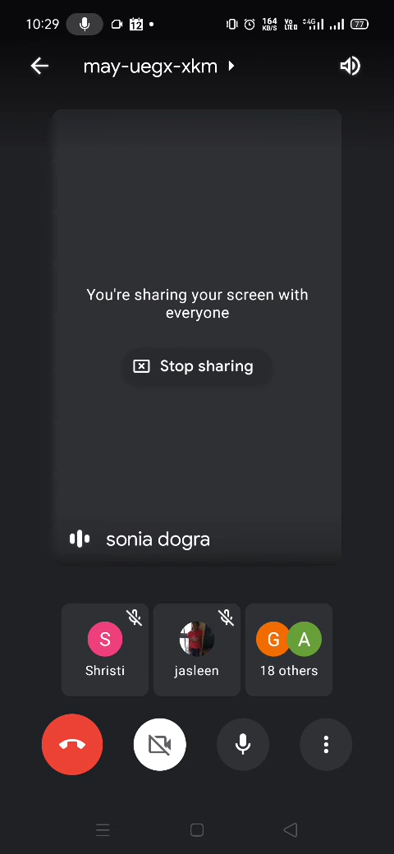 10:29
12
164
KB/S
Vo
LTE
4G
77
may-uegx-xkm
You're sharing your screen with
everyone
Stop sharing
sonia dogra
S
Shristi
jasleen
G
A
18 others